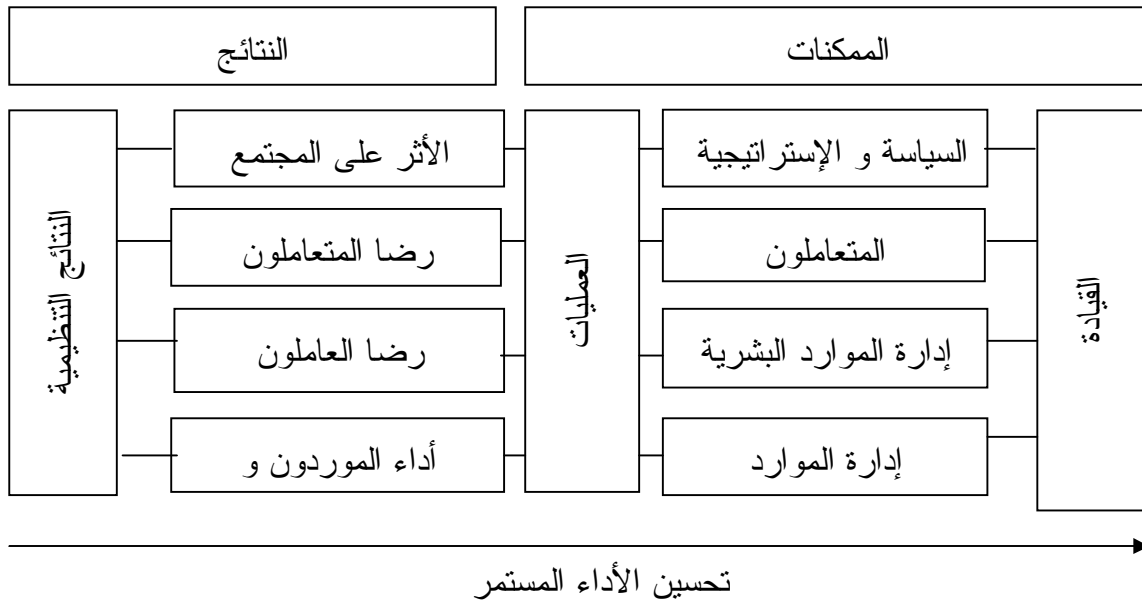 الممكنات
النتائج
القيادة
السياسة و الإستراتيجية
المتعاملون
إدارة الموارد البشرية
إدارة الموارد
العمليات
الأثر على المجتمع
رضا المتعاملون
رضا العاملون
أداء الموردون و
النتائج التنظيمية
تحسين الأداء المستمر